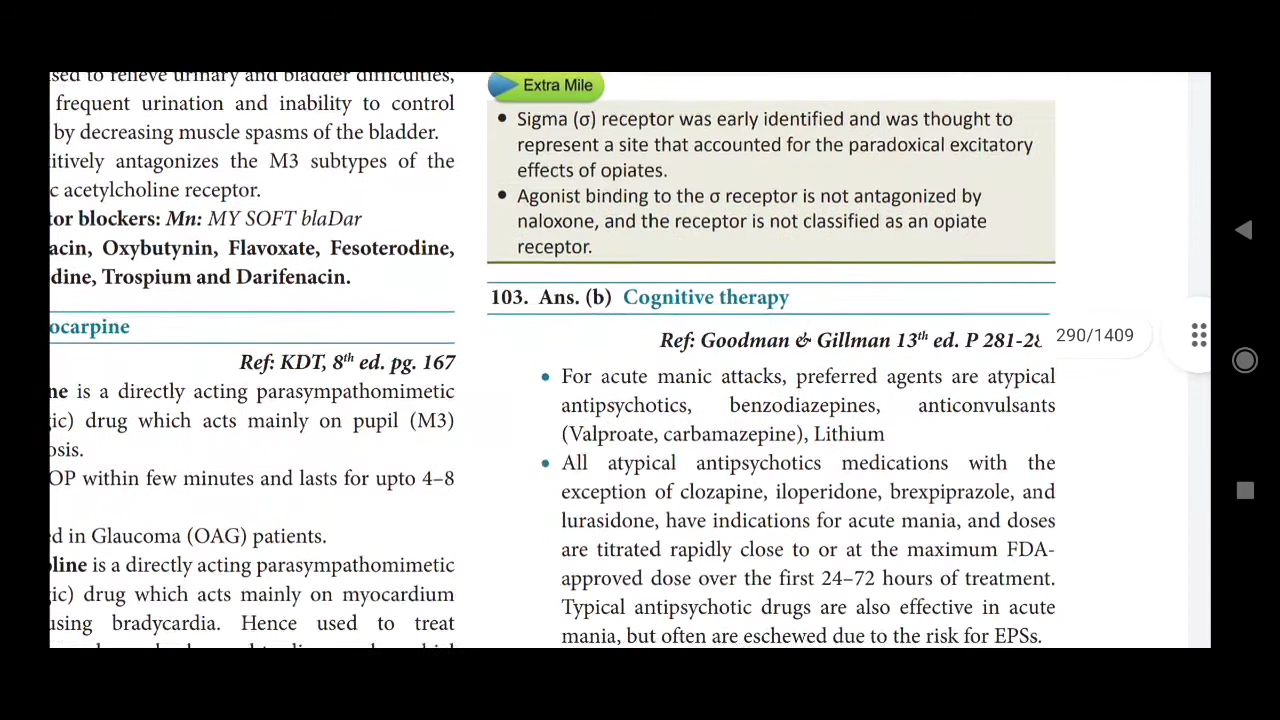 sed to relieve urinary and bladder difficulties,
frequent urination and inability to control
by decreasing muscle spasms of the bladder.
itively antagonizes the M3 subtypes of the
c acetylcholine receptor.
tor blockers: Mn: MY SOFT blaDar
acin, Oxybutynin, Flavoxate, Fesoterodine,
dine, Trospium and Darifenacin.
ocarpine
Ref: KDT, 8th ed. pg. 167
ne is a directly acting parasympathomimetic
ic) drug which acts mainly on pupil (M3)
osis.
OP within few minutes and lasts for upto 4–8
ed in Glaucoma (OAG) patients.
line is a directly acting parasympathomimetic
ic) drug which acts mainly on myocardium
using bradycardia. Hence used to treat
Extra Mile
• Sigma (σ) receptor was early identified and was thought to
represent a site that accounted for the paradoxical excitatory
effects of opiates.
• Agonist binding to the σ receptor is not antagonized by
naloxone, and the receptor is not classified as an opiate
receptor.
103. Ans. (b) Cognitive therapy
Ref: Goodman & Gillman 13th ed. P 281-28
• For acute manic attacks, preferred agents are atypical
antipsychotics, benzodiazepines, anticonvulsants
(Valproate, carbamazepine), Lithium
• All atypical antipsychotics medications with the
exception of clozapine, iloperidone, brexpiprazole, and
lurasidone, have indications for acute mania, and doses
are titrated rapidly close to or at the maximum FDA-
approved dose over the first 24–72 hours of treatment.
Typical antipsychotic drugs are also effective in acute
mania, but often are eschewed due to the risk for EPSs.
290/1409